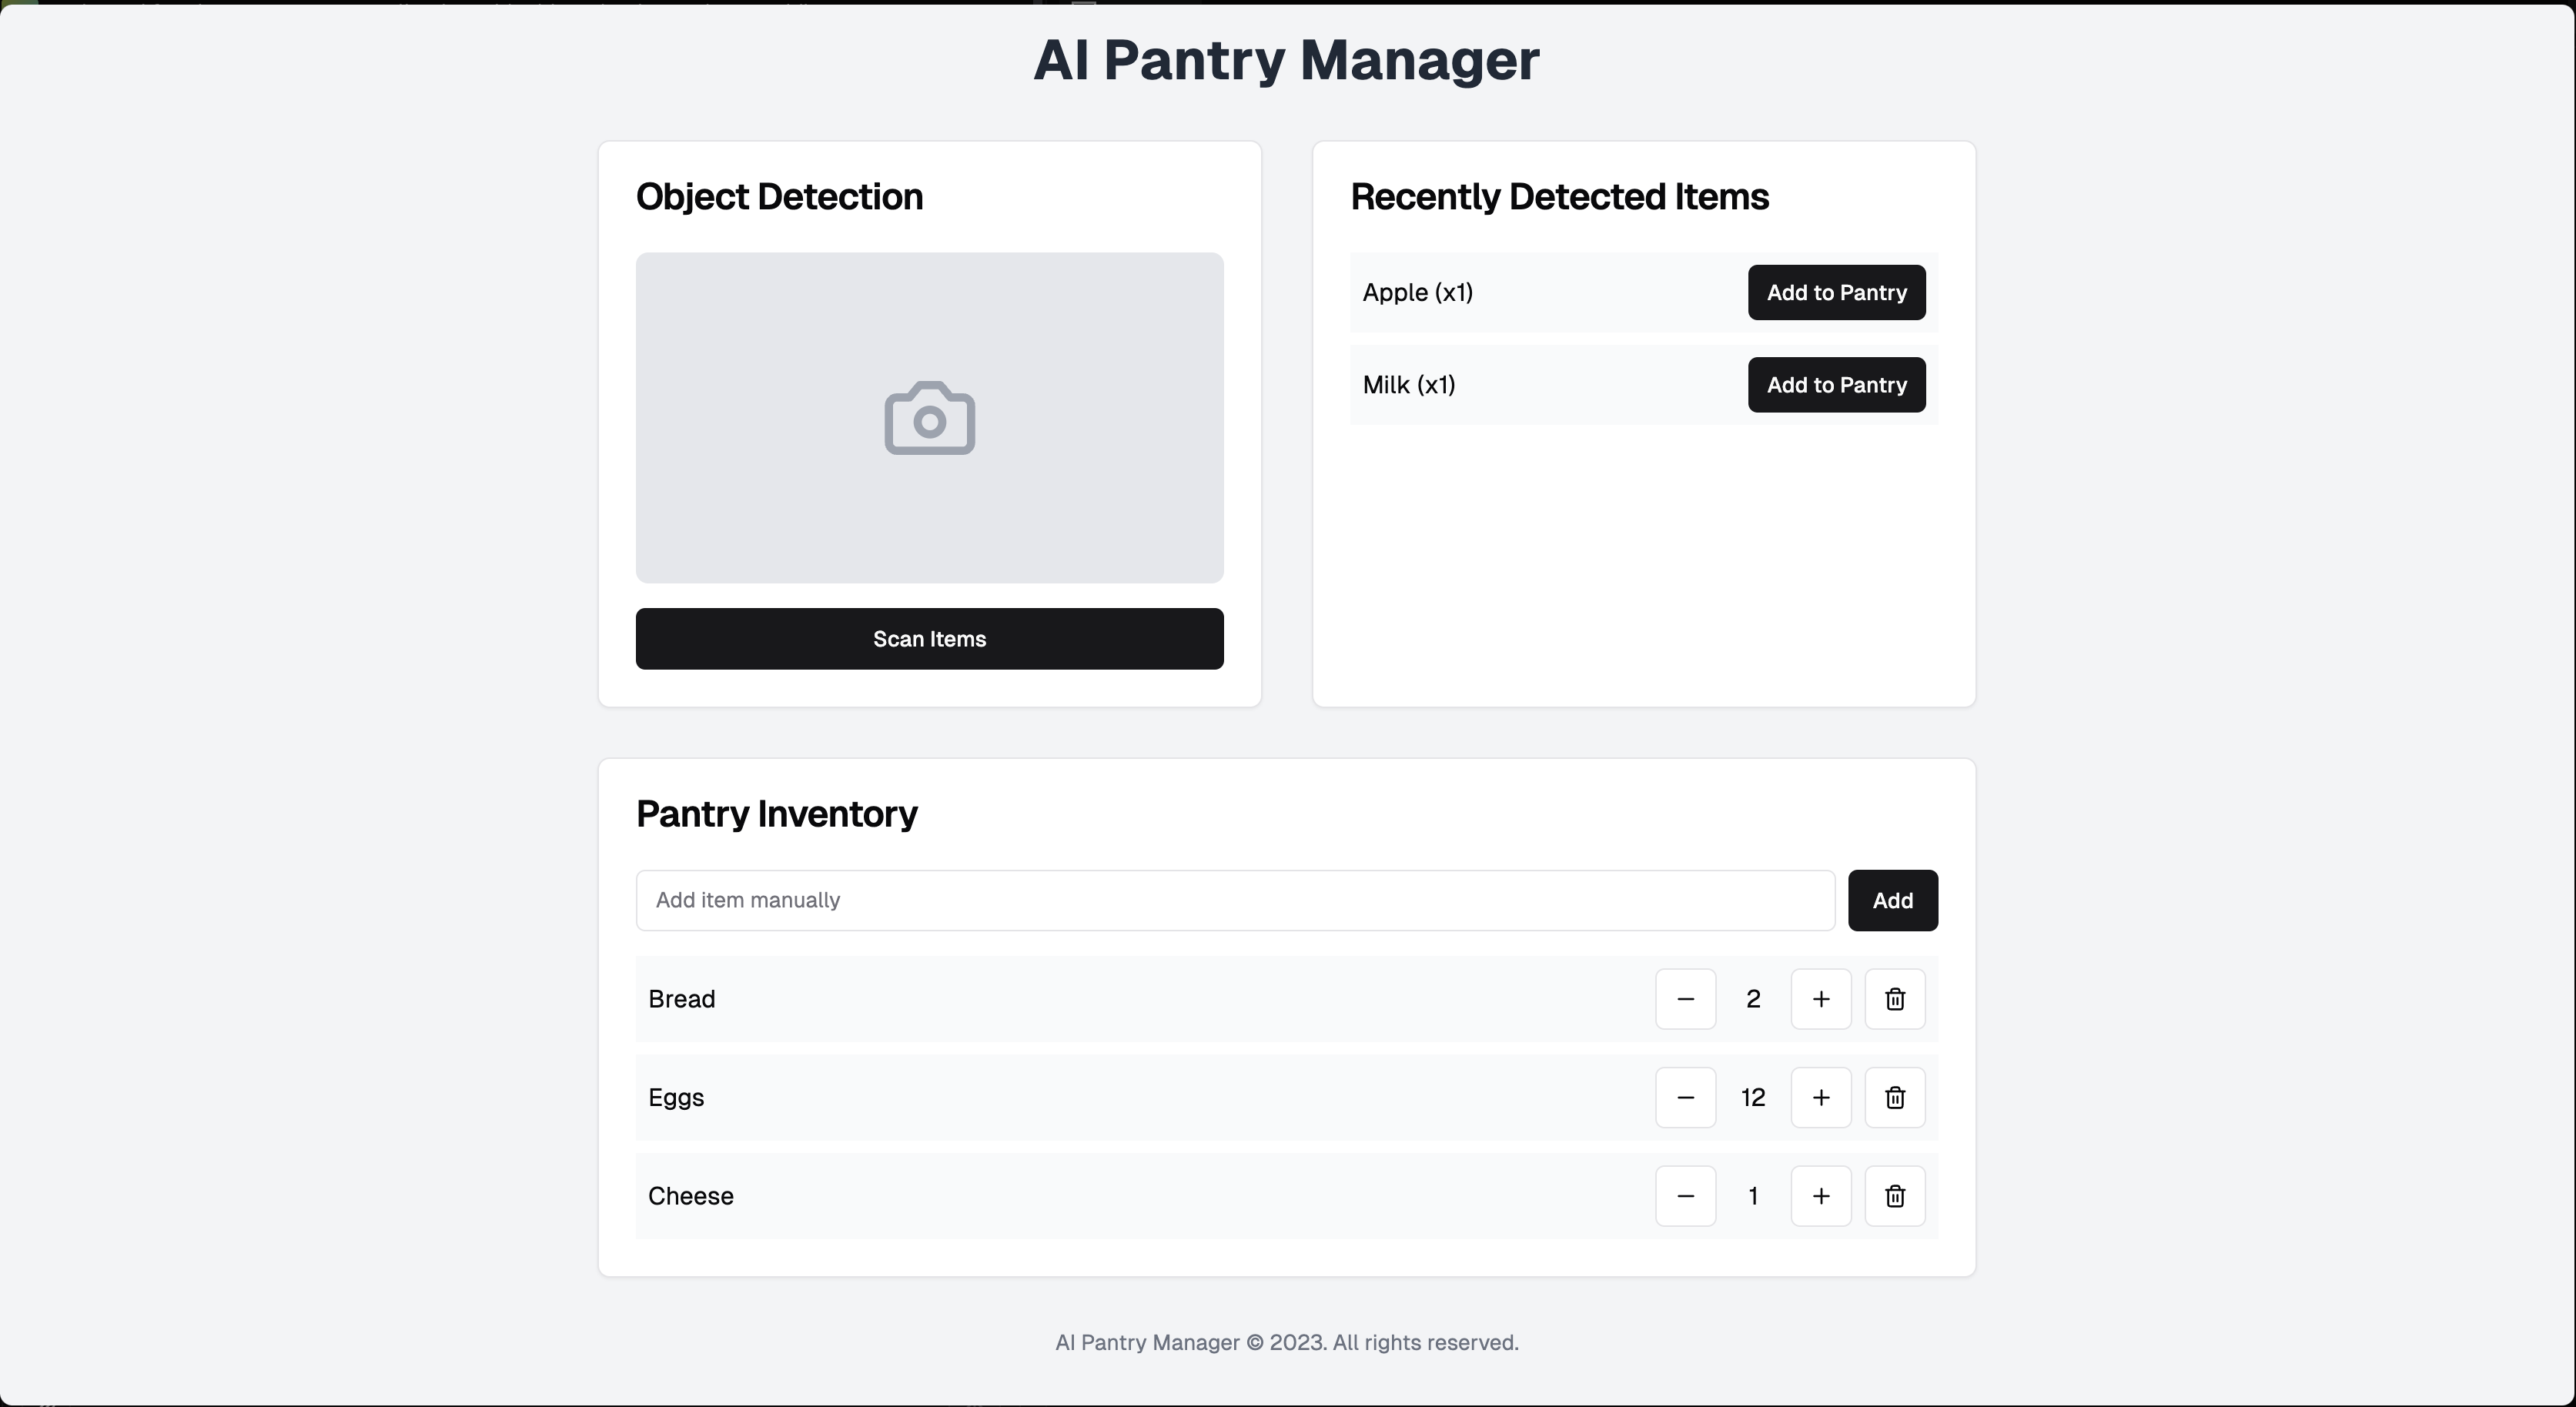 AI Pantry Manager
Object Detection
Scan Items
Recently Detected Items
Apple (x1)
Add to Pantry
Milk (x1)
Add to Pantry
Pantry Inventory
Add item manually
Add
Bread
2
Eggs
12
Cheese
1
AI Pantry Manager © 2023. All rights reserved.